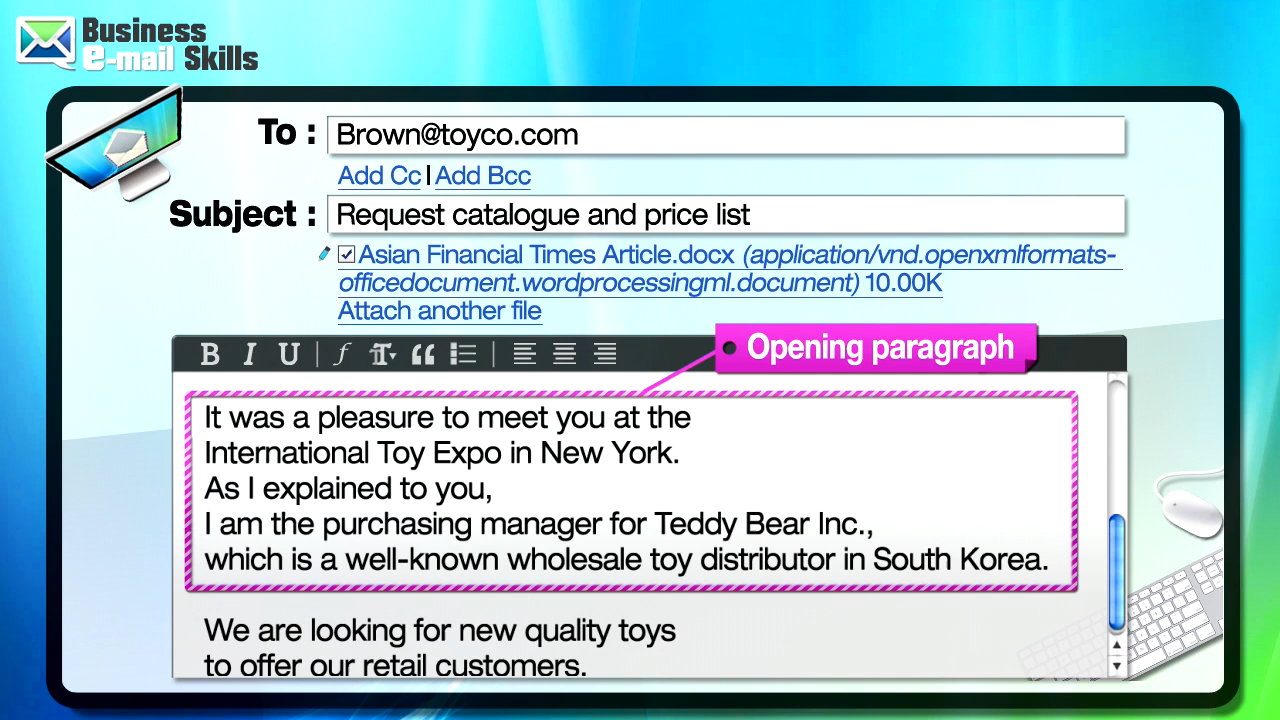 Business
e-mail Skills
To :
Brown@toyco.com
Add Cc | Add Bcc
Subject :
Request catalogue and price list
Asian Financial Times Article.docx (application/vnd.openxmlformats-
officedocument.wordprocessingml.document) 10.00K
Attach another file
B I U | f T “ |
Opening paragraph
It was a pleasure to meet you at the
International Toy Expo in New York.
As I explained to you,
I am the purchasing manager for Teddy Bear Inc.,
which is a well-known wholesale toy distributor in South Korea.
We are looking for new quality toys
to offer our retail customers.